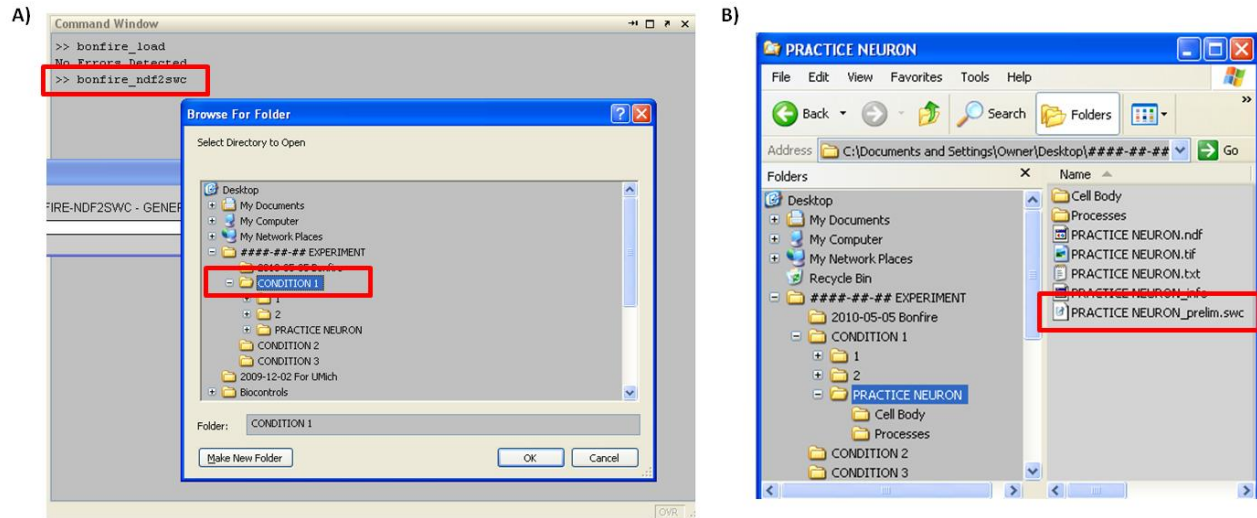 A)
Command Window
>> bonfire_load
No Errors Detected
>> bonfire_ndf2swc
Browse For Folder
Select Directory to Open
Desktop
My Documents
My Computer
My Network Places
####-##-## EXPERIMENT
2010-05-05 Bonfire
CONDITION 1
1
2
PRACTICE NEURON
CONDITION 2
CONDITION 3
2009-12-02 For UMich
Biocontrols
Folder: CONDITION 1
Make New Folder OK Cancel
FIRE-NDF2SWC - GENER
OVR
B)
PRACTICE NEURON
File Edit View Favorites Tools Help
Back Search Folders
Address C:\Documents and Settings\Owner\Desktop\####-##-## Go
Folders
Desktop
My Documents
My Computer
My Network Places
Recycle Bin
####-##-## EXPERIMENT
2010-05-05 Bonfire
CONDITION 1
1
2
PRACTICE NEURON
Cell Body
Processes
CONDITION 2
CONDITION 3
Name
Cell Body
Processes
PRACTICE NEURON.ndf
PRACTICE NEURON.tif
PRACTICE NEURON.txt
PRACTICE NEURON_info
PRACTICE NEURON_prelim.swc